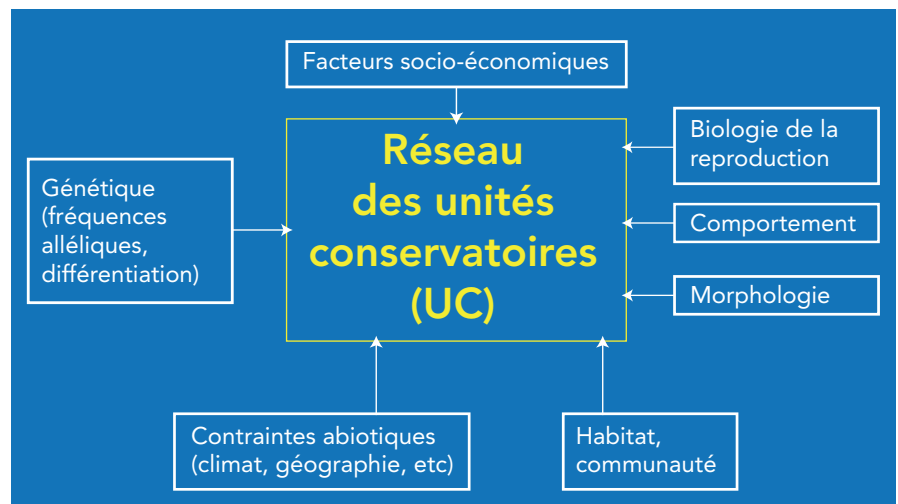 Facteurs socio-économiques
Réseau
des unités
conservatoires
(UC)
Génétique
(fréquences
alléliques,
différentiation)
Biologie de la
reproduction
Comportement
Morphologie
Contraintes abiotiques
(climat, géographie, etc)
Habitat,
communauté